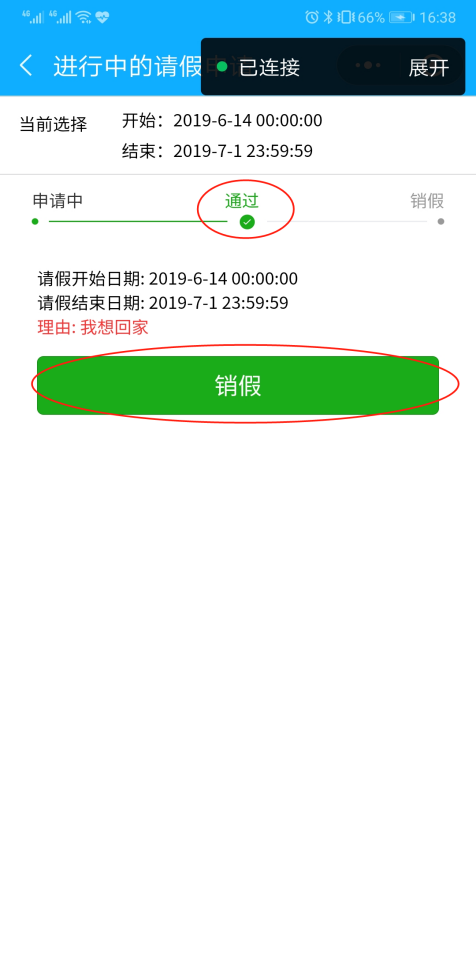 4G 4G 66% 16:38
进行中的请假 已连接 展开
当前选择 开始：2019-6-14 00:00:00
结束：2019-7-1 23:59:59
申请中 通过 销假
请假开始日期: 2019-6-14 00:00:00
请假结束日期: 2019-7-1 23:59:59
理由: 我想回家
销假